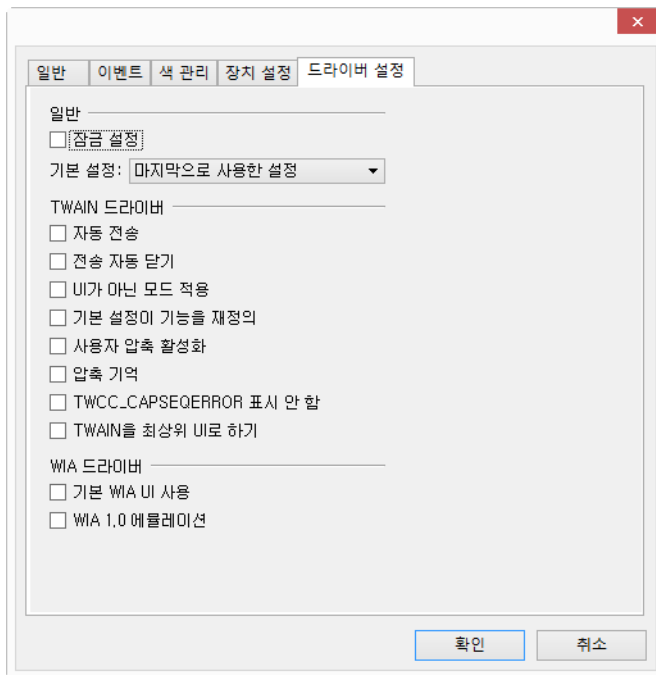 일반 이벤트 색 관리 장치 설정 드라이버 설정
일반
잠금 설정
기본 설정: 마지막으로 사용한 설정
TWAIN 드라이버
자동 전송
전송 자동 닫기
UI가 아닌 모드 적용
기본 설정이 기능을 재정의
사용자 압축 활성화
압축 기억
TWCC_CAPSEQERROR 표시 안 함
TWAIN을 최상위 UI로 하기
WIA 드라이버
기본 WIA UI 사용
WIA 1.0 에뮬레이션
확인 취소